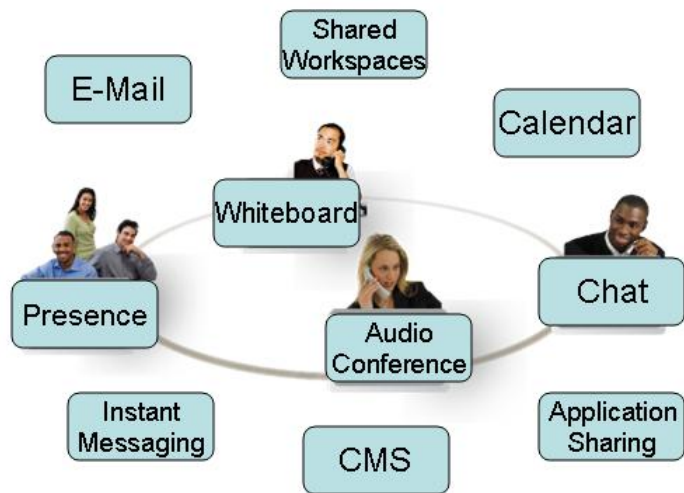 Shared
Workspaces
E-Mail
Calendar
Whiteboard
Chat
Presence
Audio
Conference
Instant
Messaging
Application
Sharing
CMS